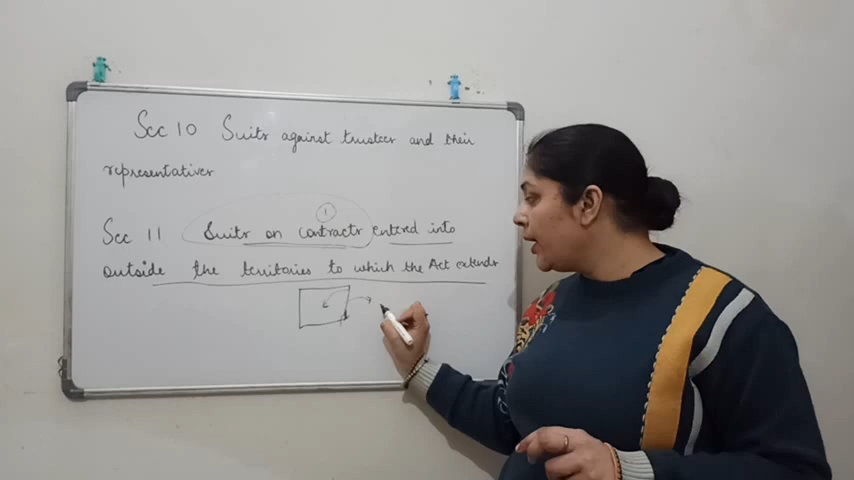 Sec 10 Suits against trustees and their
representatives
Sec 11 Suits on contracts entered into
1
outside the territories to which the Act extends